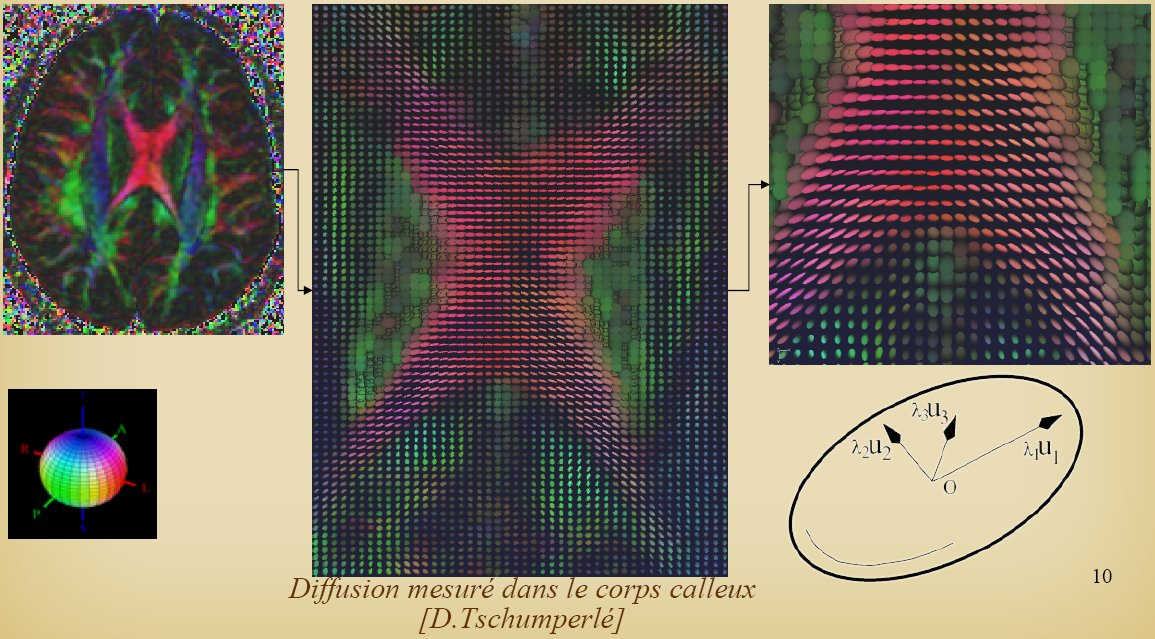 R
A
L
P
λ3u3
λ2u2
λ1u1
O
Diffusion mesuré dans le corps calleux
[D.Tschumperlé]
10